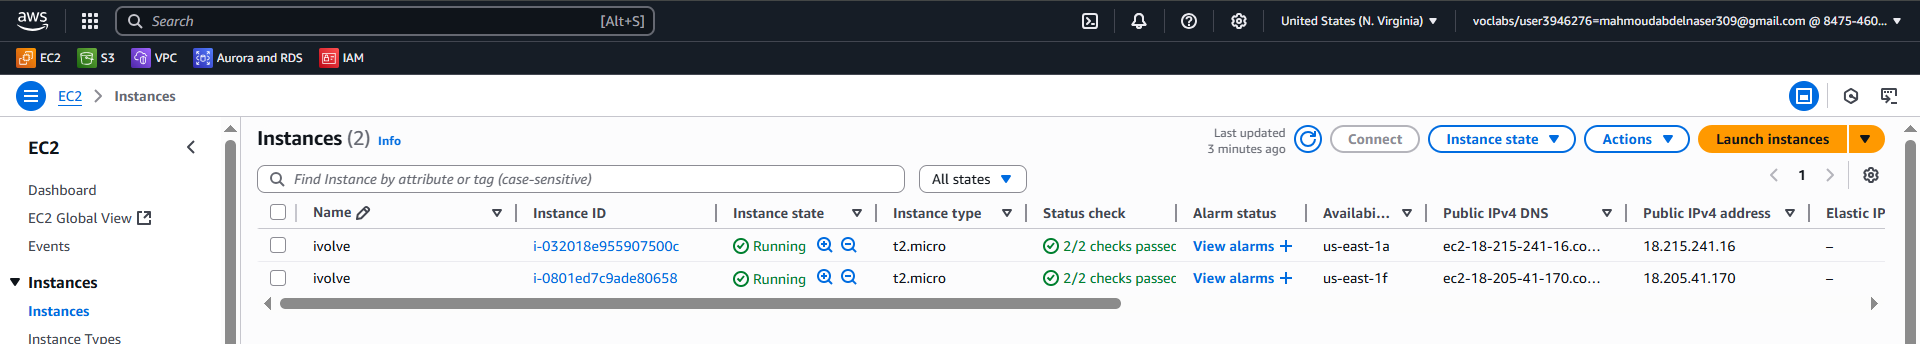 aws Search [Alt+S] United States (N. Virginia) voclabs/user3946276=mahmoudabdelnaser309@gmail.com @ 8475-460...
EC2 S3 VPC Aurora and RDS IAM
EC2 Instances
EC2
Dashboard
EC2 Global View
Events
Instances
Instances
Instance Types
Instances (2) Info
Last updated
3 minutes ago
Connect Instance state Actions Launch instances
Find Instance by attribute or tag (case-sensitive) All states 1
Name Instance ID Instance state Instance type Status check Alarm status Availabi... Public IPv4 DNS Public IPv4 address Elastic IP
ivolve i-032018e955907500c Running t2.micro 2/2 checks passed View alarms + us-east-1a ec2-18-215-241-16.co... 18.215.241.16 –
ivolve i-0801ed7c9ade80658 Running t2.micro 2/2 checks passed View alarms + us-east-1f ec2-18-205-41-170.co... 18.205.41.170 –